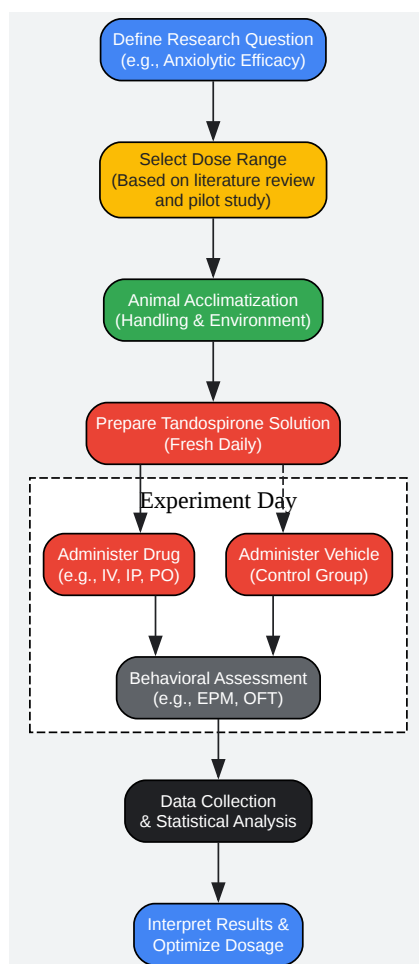 Define Research Question
(e.g., Anxiolytic Efficacy)
Select Dose Range
(Based on literature review
and pilot study)
Animal Acclimatization
(Handling & Environment)
Prepare Tandospirone Solution
(Fresh Daily)
Experiment Day
Administer Drug
(e.g., IV, IP, PO)
Administer Vehicle
(Control Group)
Behavioral Assessment
(e.g., EPM, OFT)
Data Collection
& Statistical Analysis
Interpret Results &
Optimize Dosage